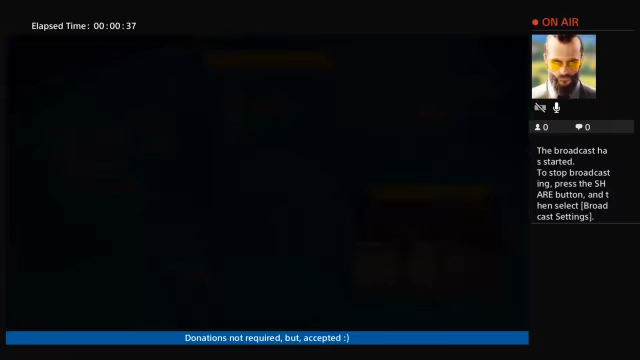 Elapsed Time: 00:00:37
ON AIR
0 0
The broadcast ha
s started.
To stop broadcast
ing, press the SH
ARE button, and t
hen select [Broad
cast Settings].
Donations not required, but, accepted :)